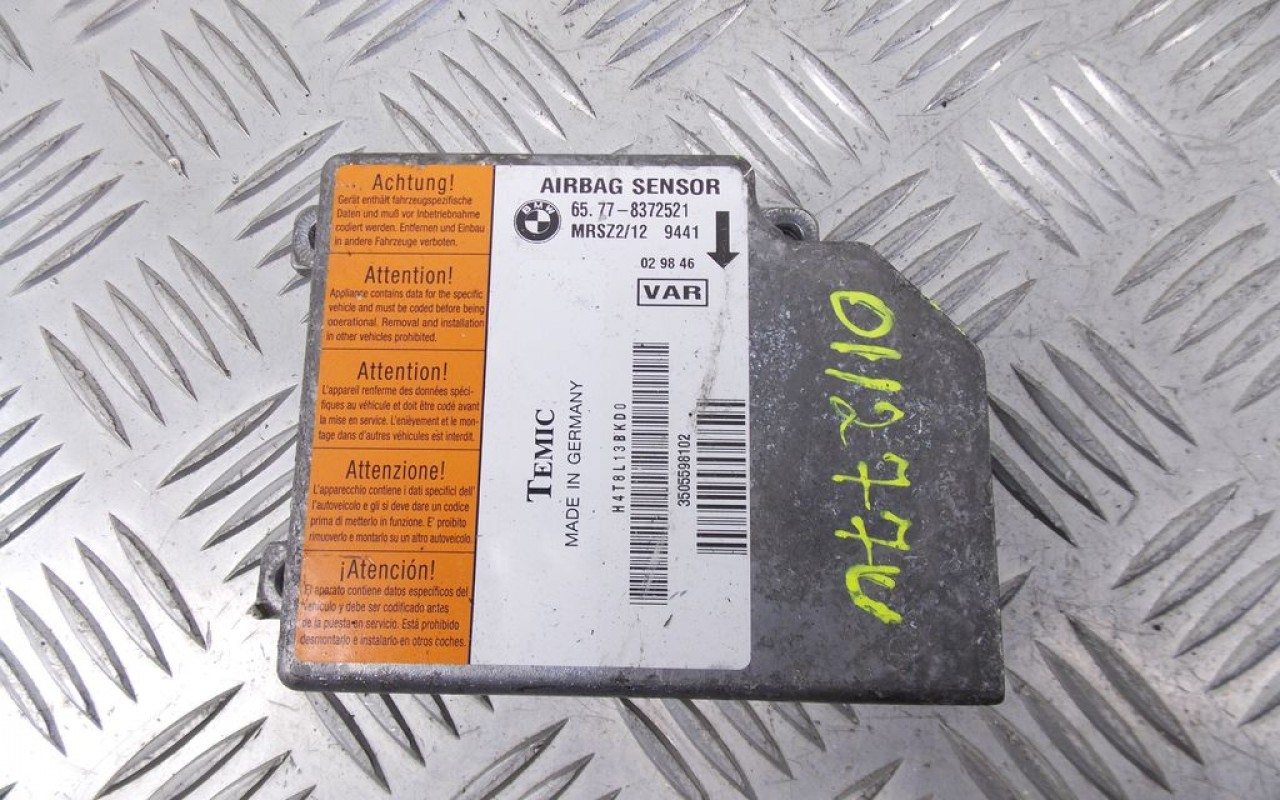 Achtung!
Gerät enthält fahrzeugspezifische
Daten und muß vor Inbetriebnahme
codiert werden. Entfernen und Einbau
in andere Fahrzeuge verboten.
Attention!
Appliance contains data for the specific
vehicle and must be coded before being
operational. Removal and installation
in other vehicles prohibited.
Attention!
L'appareil renferme des données spéci-
fiques au véhicule et doit être codé avant
la mise en service. L'enlèvement et le mon-
tage dans d'autres véhicules est interdit.
Attenzione!
L'apparecchio contiene i dati specifici dell'
autoveicolo e gli si deve dare un codice
prima di metterlo in funzione. E' proibito
rimuoverlo e montarlo su un altro autoveicolo.
¡Atención!
El aparato contiene datos específicos del
vehículo y debe ser codificado antes
de la puesta en servicio. Está prohibido
desmontarlo e instalarlo en otros coches.
AIRBAG SENSOR
BMW
65.77-8372521
MRSZ2/12 9441
02 98 46
VAR
TEMIC
MADE IN GERMANY
H4T8L13BKD0
3505598102